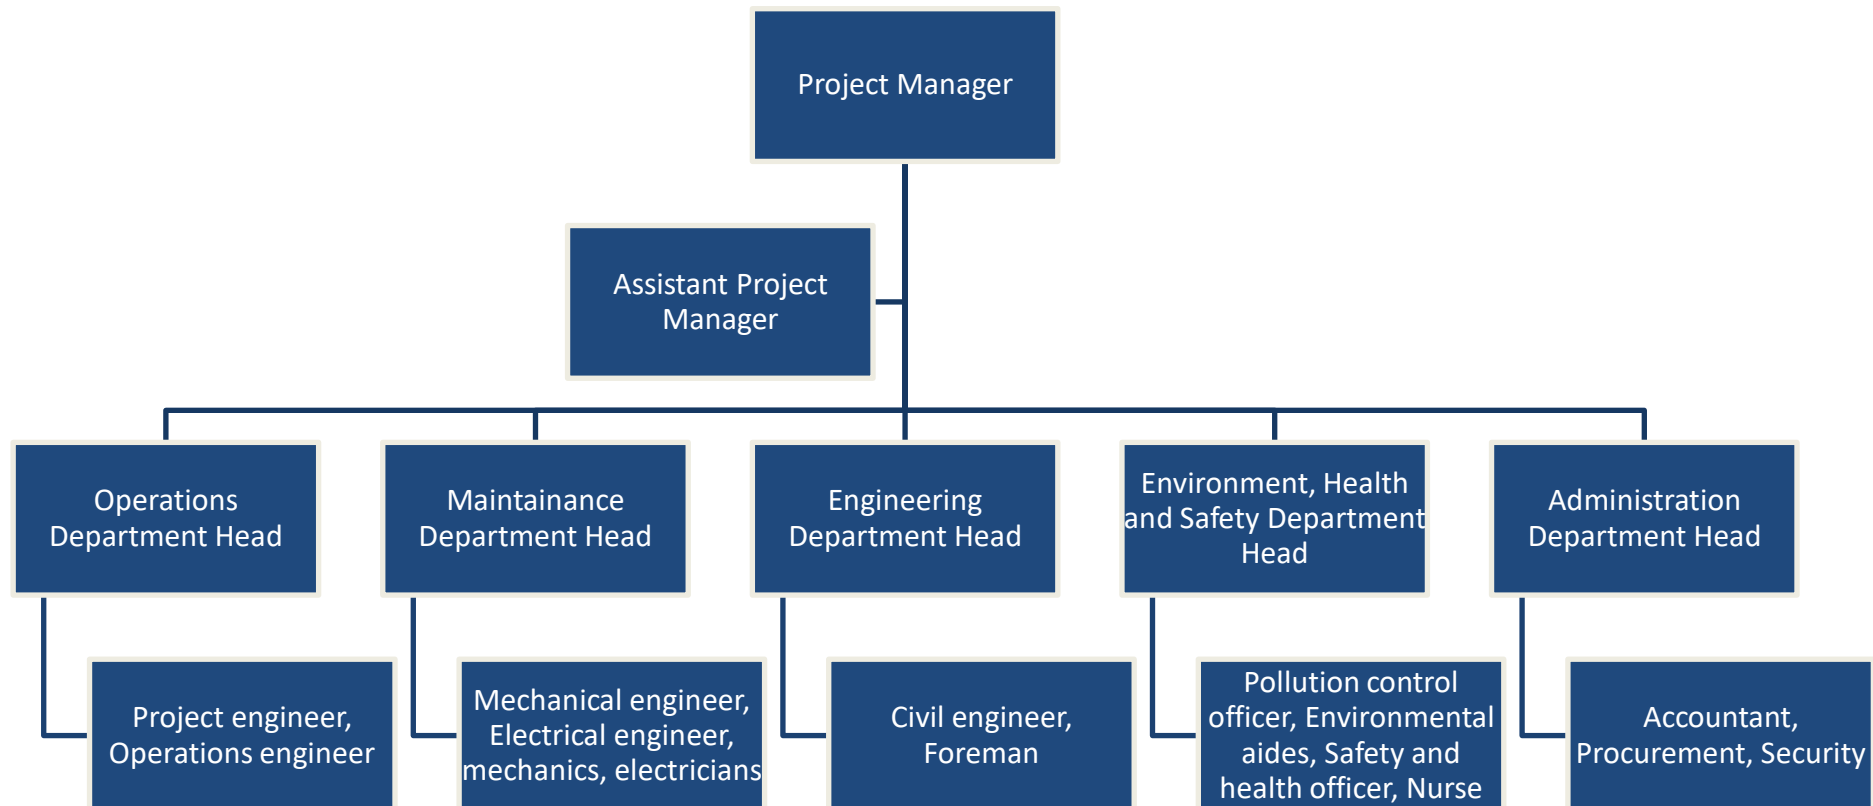 Project Manager
Assistant Project
Manager
Operations
Department Head
Maintainance
Department Head
Engineering
Department Head
Environment, Health
and Safety Department
Head
Administration
Department Head
Project engineer,
Operations engineer
Mechanical engineer,
Electrical engineer,
mechanics, electricians
Civil engineer,
Foreman
Pollution control
officer, Environmental
aides, Safety and
health officer, Nurse
Accountant,
Procurement, Security